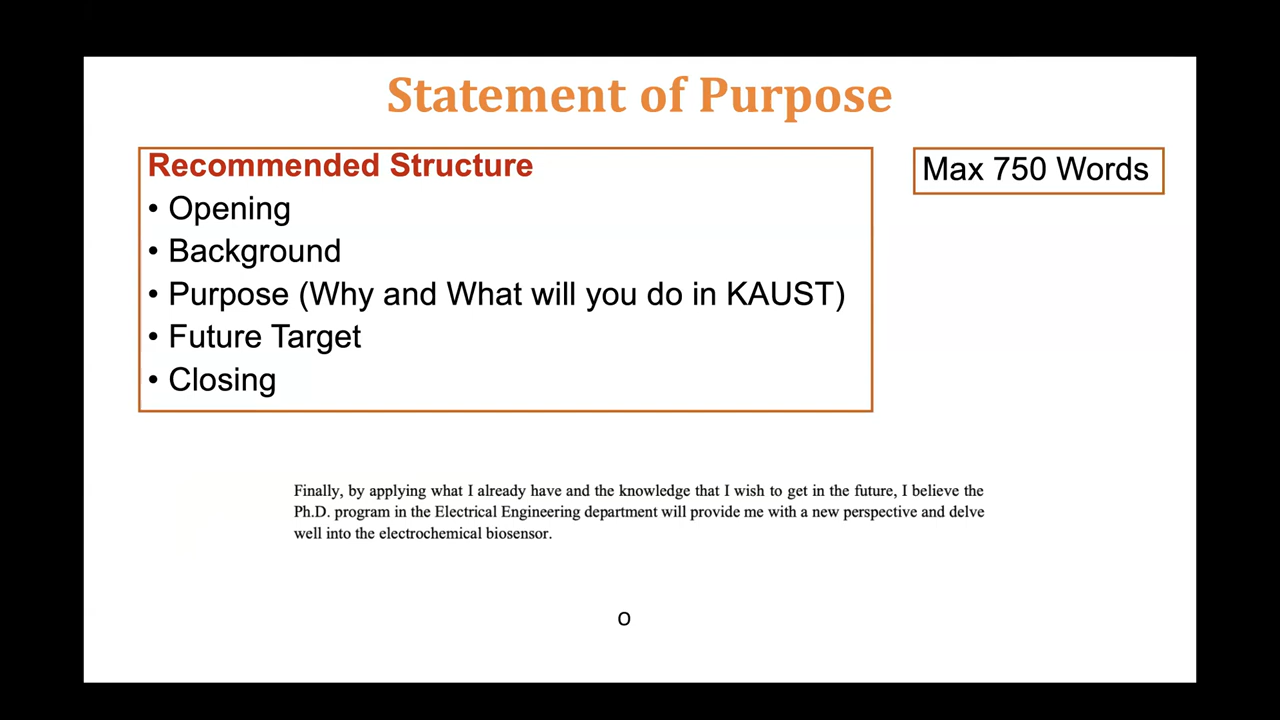 Statement of Purpose
Recommended Structure
Max 750 Words
• Opening
• Background
• Purpose (Why and What will you do in KAUST)
• Future Target
• Closing
Finally, by applying what I already have and the knowledge that I wish to get in the future, I believe the
Ph.D. program in the Electrical Engineering department will provide me with a new perspective and delve
well into the electrochemical biosensor.
O